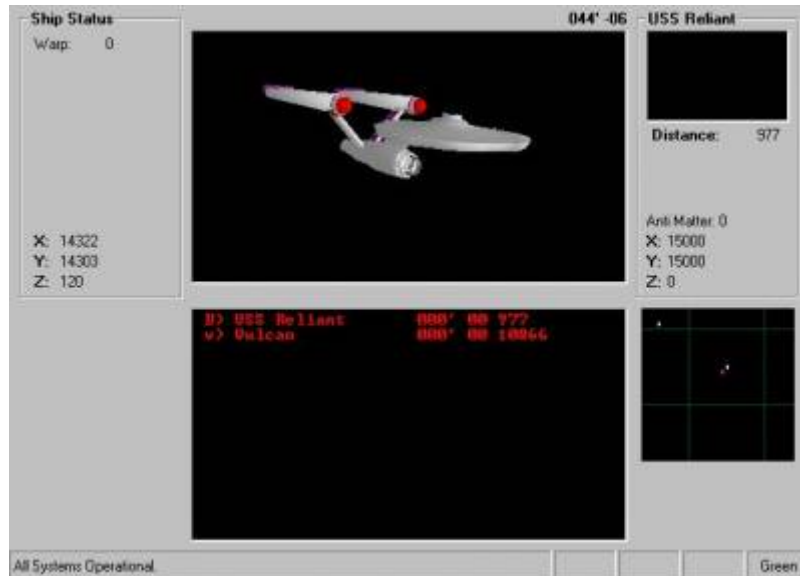 Ship Status
Warp: 0
X: 14322
Y: 14303
Z: 120
044' -06
USS Reliant
Distance: 977
Anti Matter: 0
X: 15000
Y: 15000
Z: 0
USS Reliant 000' 00 977
v> Vulcan 000' 00 10866
All Systems Operational.
Green